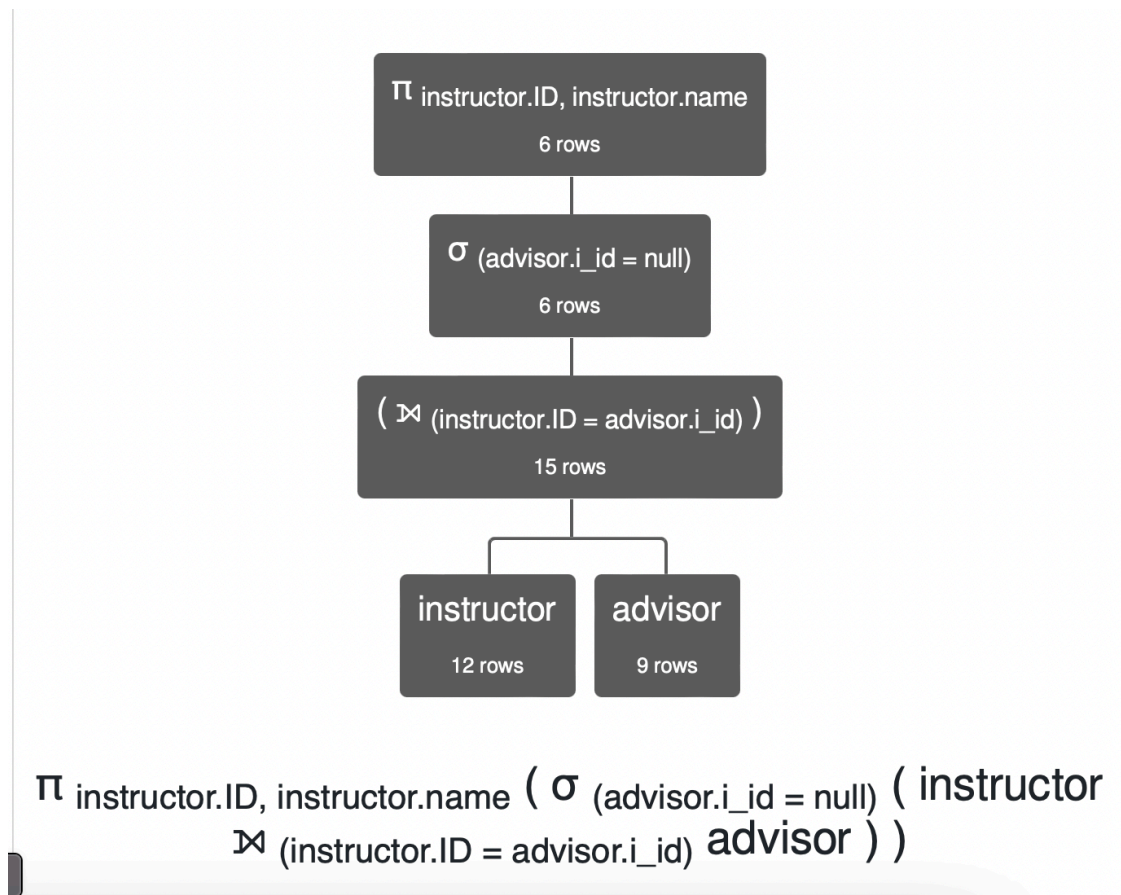 π instructor.ID, instructor.name
6 rows
σ (advisor.i_id = null)
6 rows
( ⟕ (instructor.ID = advisor.i_id) )
15 rows
instructor
12 rows
advisor
9 rows
π instructor.ID, instructor.name ( σ (advisor.i_id = null) ( instructor
⟕ (instructor.ID = advisor.i_id) advisor ) )